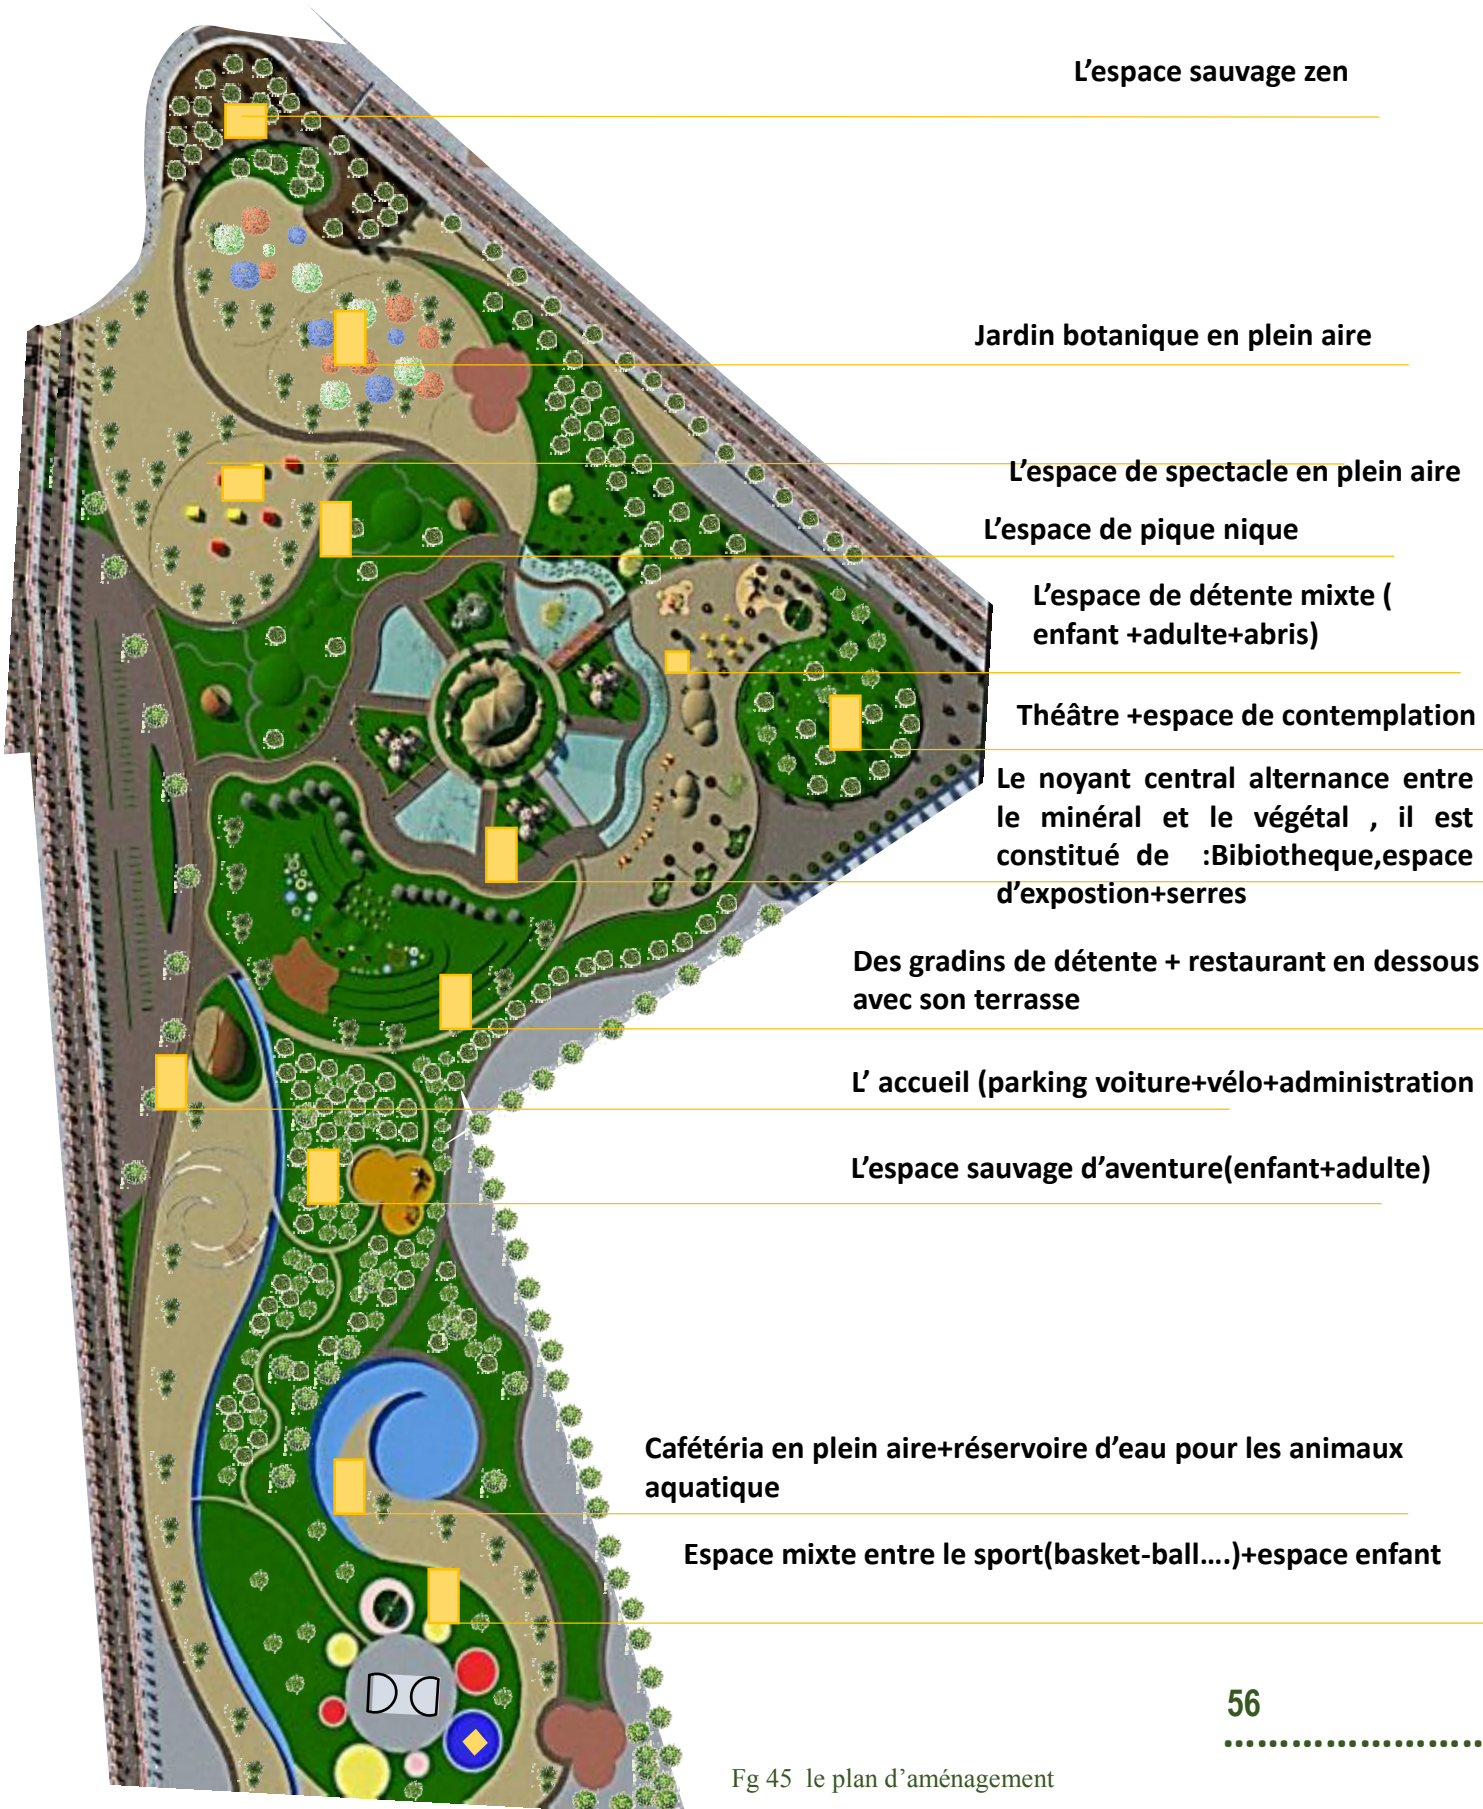 L'espace sauvage zen
Jardin botanique en plein aire
L'espace de spectacle en plein aire
L'espace de pique nique
L'espace de détente mixte (
enfant +adulte+abris)
Théâtre +espace de contemplation
Le noyant central alternance entre
le minéral et le végétal , il est
constitué de :Bibiotheque,espace
d'expostion+serres
Des gradins de détente + restaurant en dessous
avec son terrasse
L' accueil (parking voiture+vélo+administration
L'espace sauvage d'aventure(enfant+adulte)
Cafétéria en plein aire+réservoire d'eau pour les animaux
aquatique
Espace mixte entre le sport(basket-ball….)+espace enfant
56
Fg 45 le plan d'aménagement